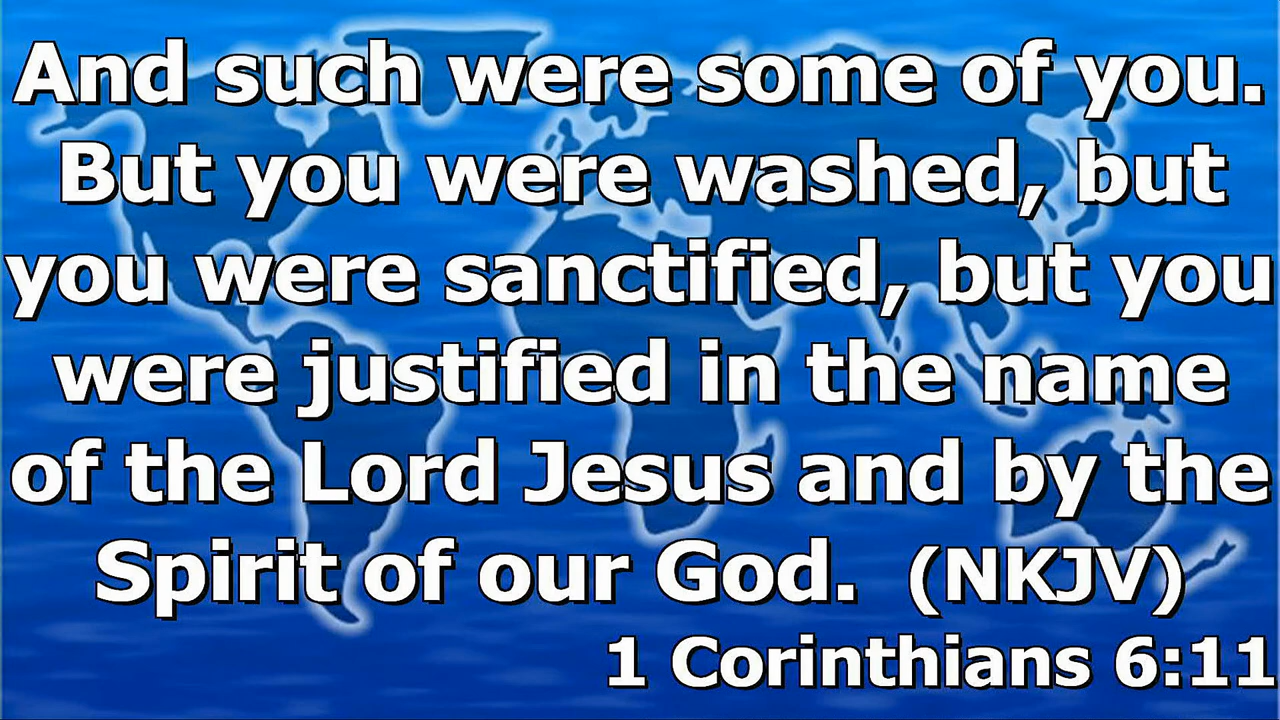 And such were some of you.
But you were washed, but
you were sanctified, but you
were justified in the name
of the Lord Jesus and by the
Spirit of our God. (NKJV)
1 Corinthians 6:11